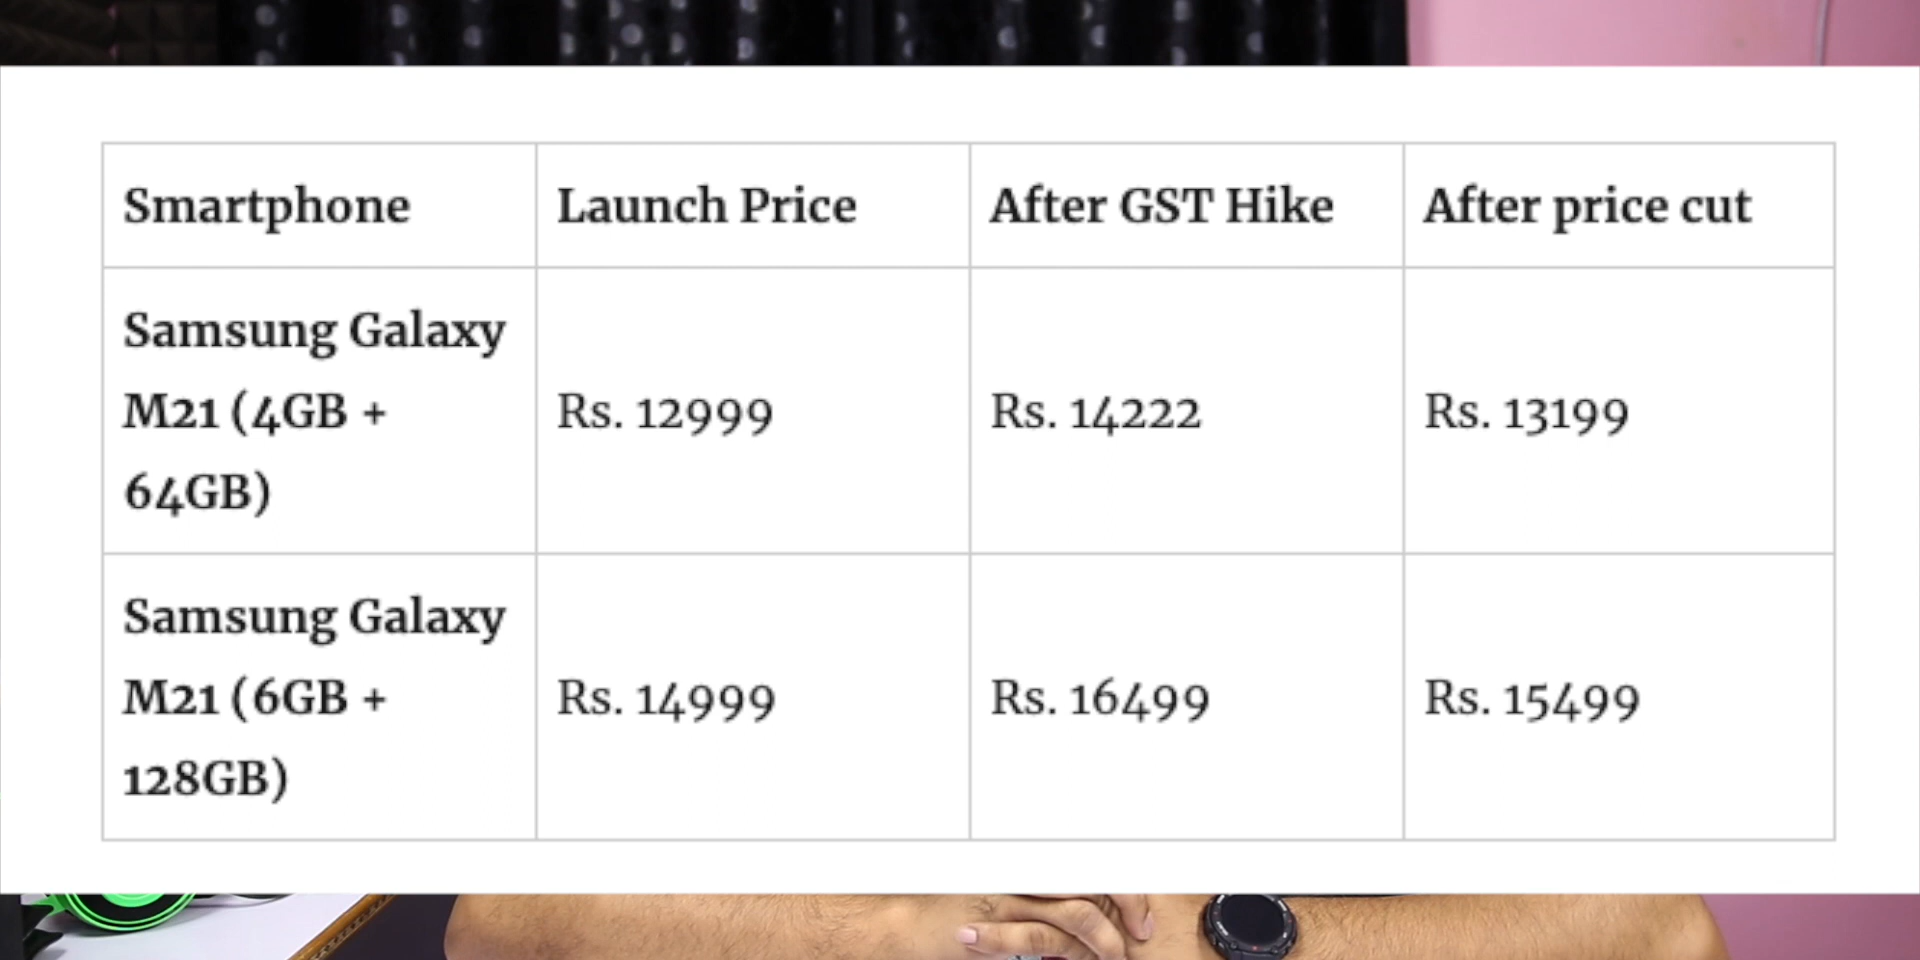 Smartphone
Launch Price
After GST Hike
After price cut
Samsung Galaxy
M21 (4GB +
64GB)
Rs. 12999
Rs. 14222
Rs. 13199
Samsung Galaxy
M21 (6GB +
128GB)
Rs. 14999
Rs. 16499
Rs. 15499